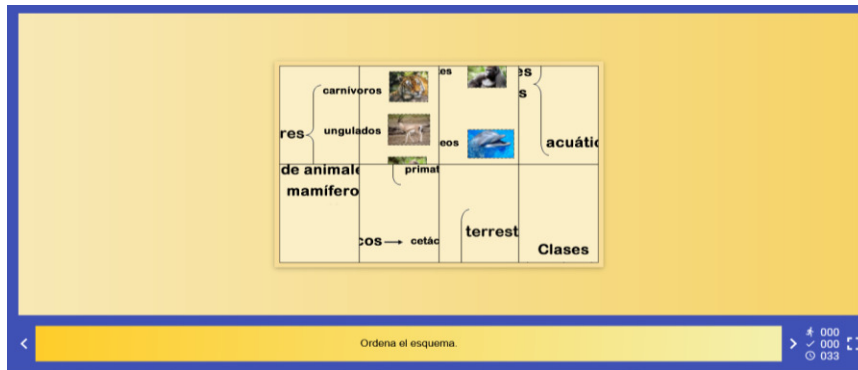 es
es
carnívoros
s
res
ungulados
eos
acuátic
de animale
primat
mamífero
terrest
cos
cetác
Clases
Ordena el esquema.
000
000
033